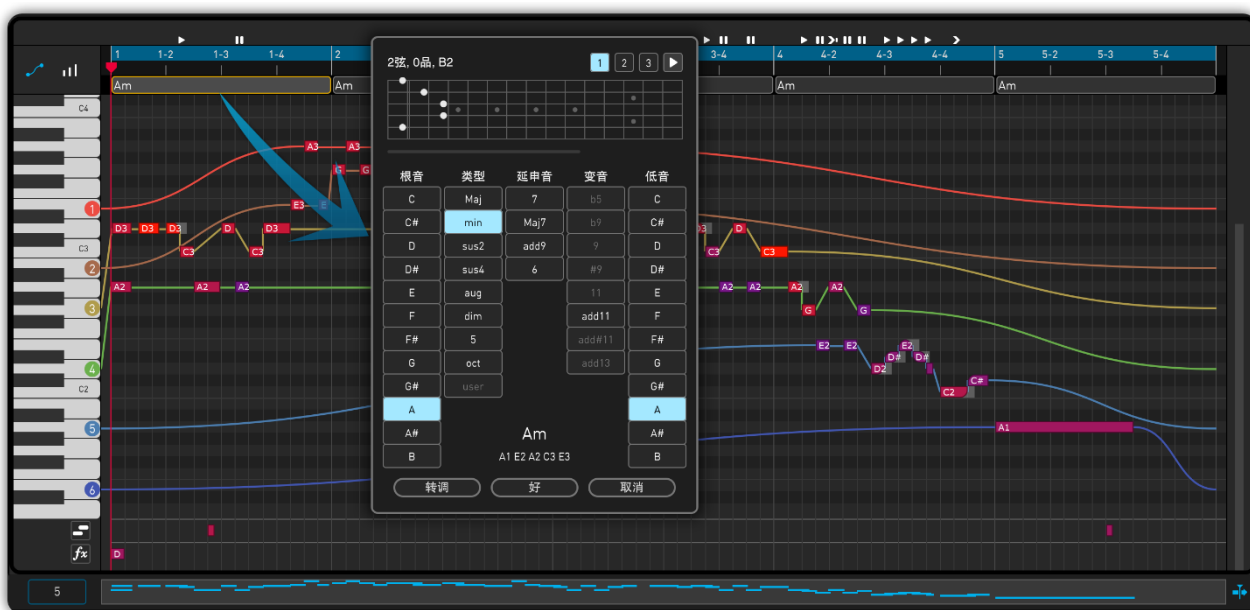 1 1-2 1-3 1-4 2 3-4 4 4-2 4-3 4-4 5 5-2 5-3 5-4
Am Am Am Am
2弦, 0品, B2 1 2 3
根音 类型 延申音 变音 低音
C Maj 7 b5 C
C# min Maj7 b9 C#
D sus2 add9 9 D
D# sus4 6 #9 D#
E aug 11 E
F dim add11 F
F# 5 add#11 F#
G oct add13 G
G# user G#
A A
A# A#
B B
Am
A1 E2 A2 C3 E3
转调 好 取消
C4
A3 A3
G G
1 E3 E
D3 D3 D3 D D3 D3 D
C3 C3 C3 C3 C3
2
A2 A2 A2 A2 A2 A2 A2
3 G G
4 E2 E2 E2
D# D#
D2
C2 C2 C#
5 A1
6
fx D
5